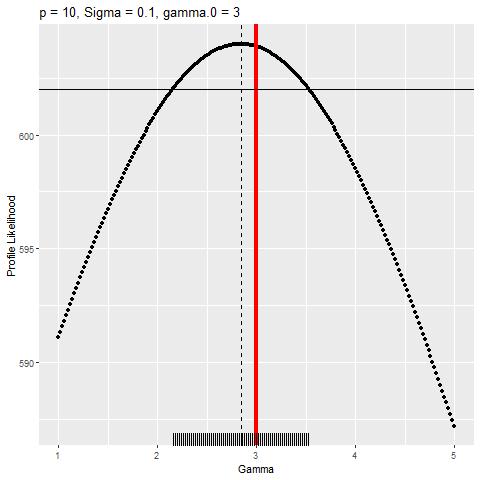 p = 10, Sigma = 0.1, gamma.0 = 3
Profile Likelihood
600
595
590
1 2 3 4 5
Gamma